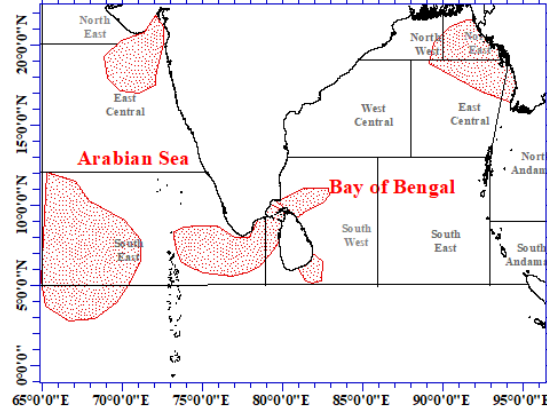 20°0'0"N
15°0'0"N
10°0'0"N
5°0'0"N
0°0'0"
North
East
East
Central
North
West
North
East
West
Central
East
Central
Arabian Sea
Bay of Bengal
North
Andama
South
East
South
West
South
East
South
Andama
65°0'0"E 70°0'0"E 75°0'0"E 80°0'0"E 85°0'0"E 90°0'0"E 95°0'0"E